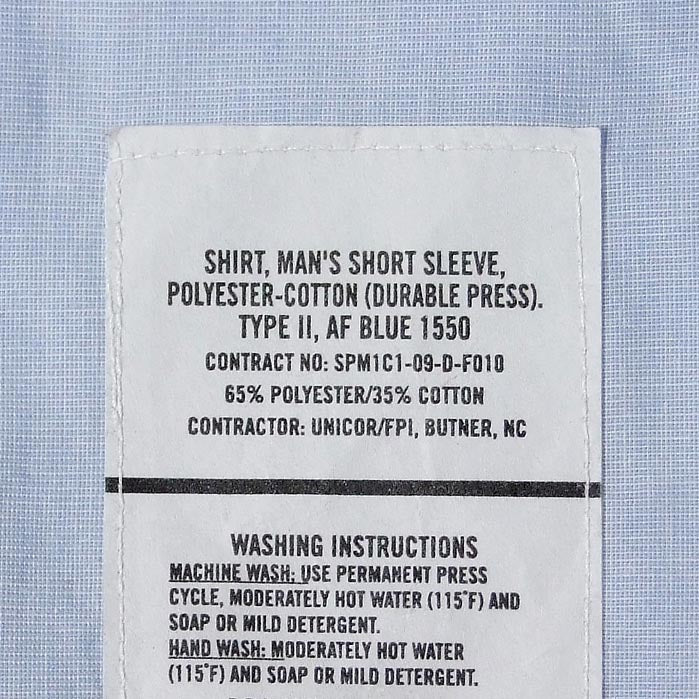 SHIRT, MAN'S SHORT SLEEVE,
POLYESTER-COTTON (DURABLE PRESS).
TYPE II, AF BLUE 1550
CONTRACT NO: SPM1C1-09-D-F010
65% POLYESTER/35% COTTON
CONTRACTOR: UNICOR/FPI, BUTNER, NC
WASHING INSTRUCTIONS
MACHINE WASH: USE PERMANENT PRESS
CYCLE, MODERATELY HOT WATER (115°F) AND
SOAP OR MILD DETERGENT.
HAND WASH: MODERATELY HOT WATER
(115°F) AND SOAP OR MILD DETERGENT.